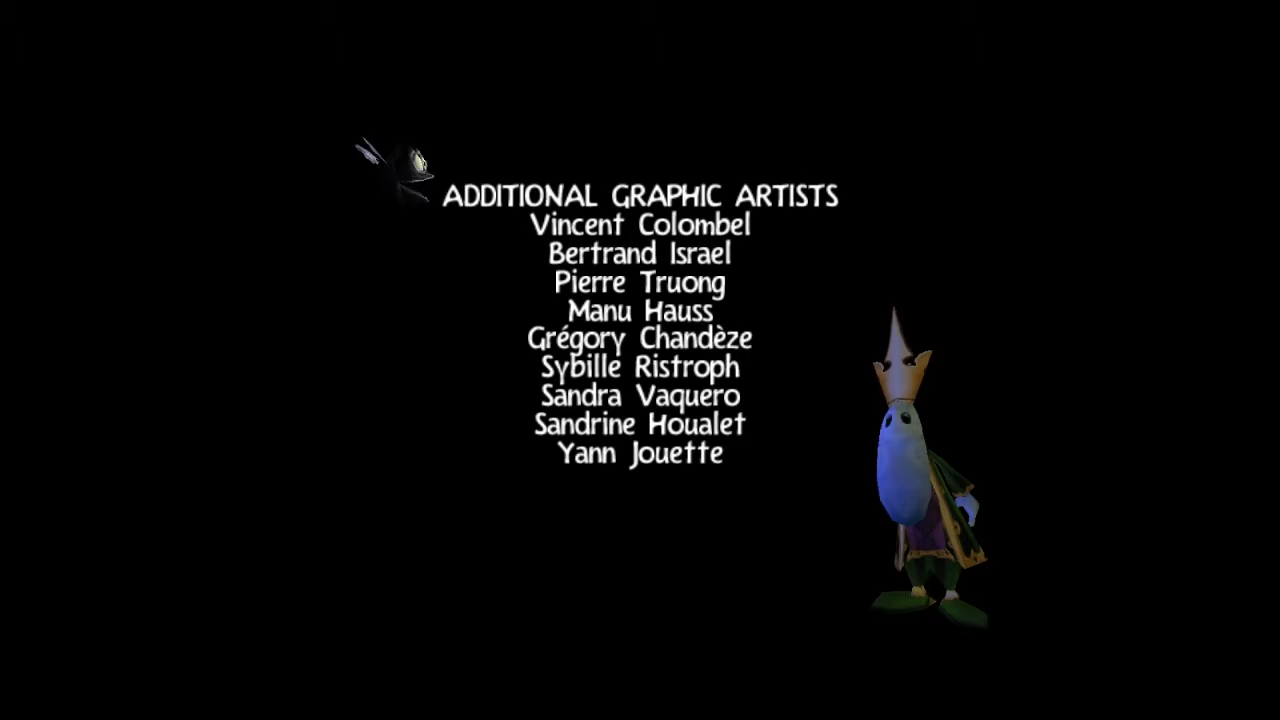 ADDITIONAL GRAPHIC ARTISTS
Vincent Colombel
Bertrand Israel
Pierre Truong
Manu Hauss
Grégory Chandèze
Sybille Ristroph
Sandra Vaquero
Sandrine Houalet
Yann Jouette